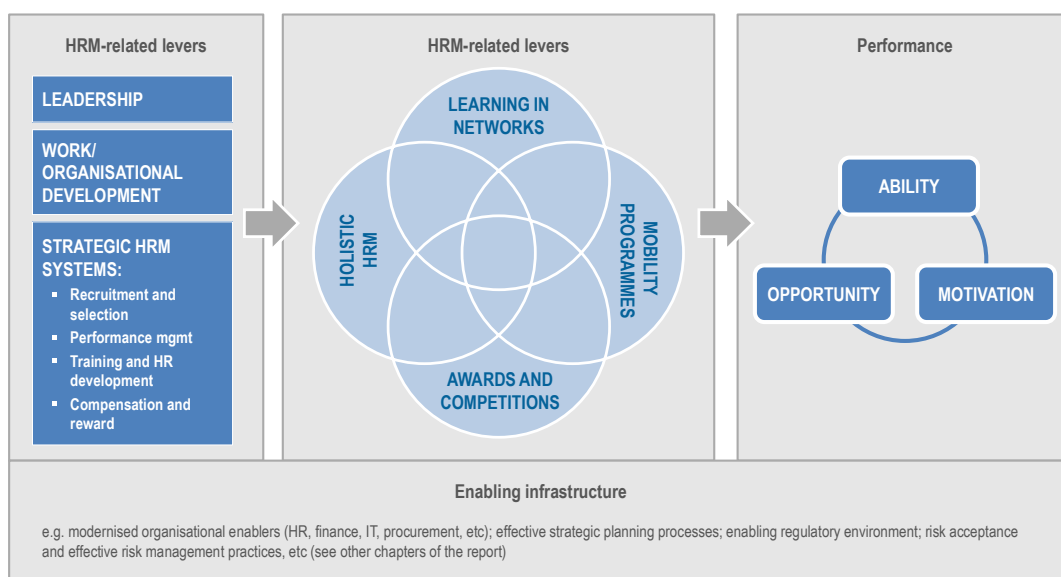 HRM-related levers
LEADERSHIP
WORK/
ORGANISATIONAL
DEVELOPMENT
STRATEGIC HRM
SYSTEMS:
▪ Recruitment and
selection
▪ Performance mgmt
▪ Training and HR
development
▪ Compensation and
reward
HRM-related levers
LEARNING IN
NETWORKS
HOLISTIC
HRM
MOBILITY
PROGRAMMES
AWARDS AND
COMPETITIONS
Performance
ABILITY
OPPORTUNITY
MOTIVATION
Enabling infrastructure
e.g. modernised organisational enablers (HR, finance, IT, procurement, etc); effective strategic planning processes; enabling regulatory environment; risk acceptance
and effective risk management practices, etc (see other chapters of the report)